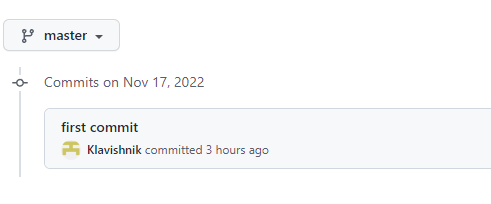 master
Commits on Nov 17, 2022
first commit
Klavishnik committed 3 hours ago